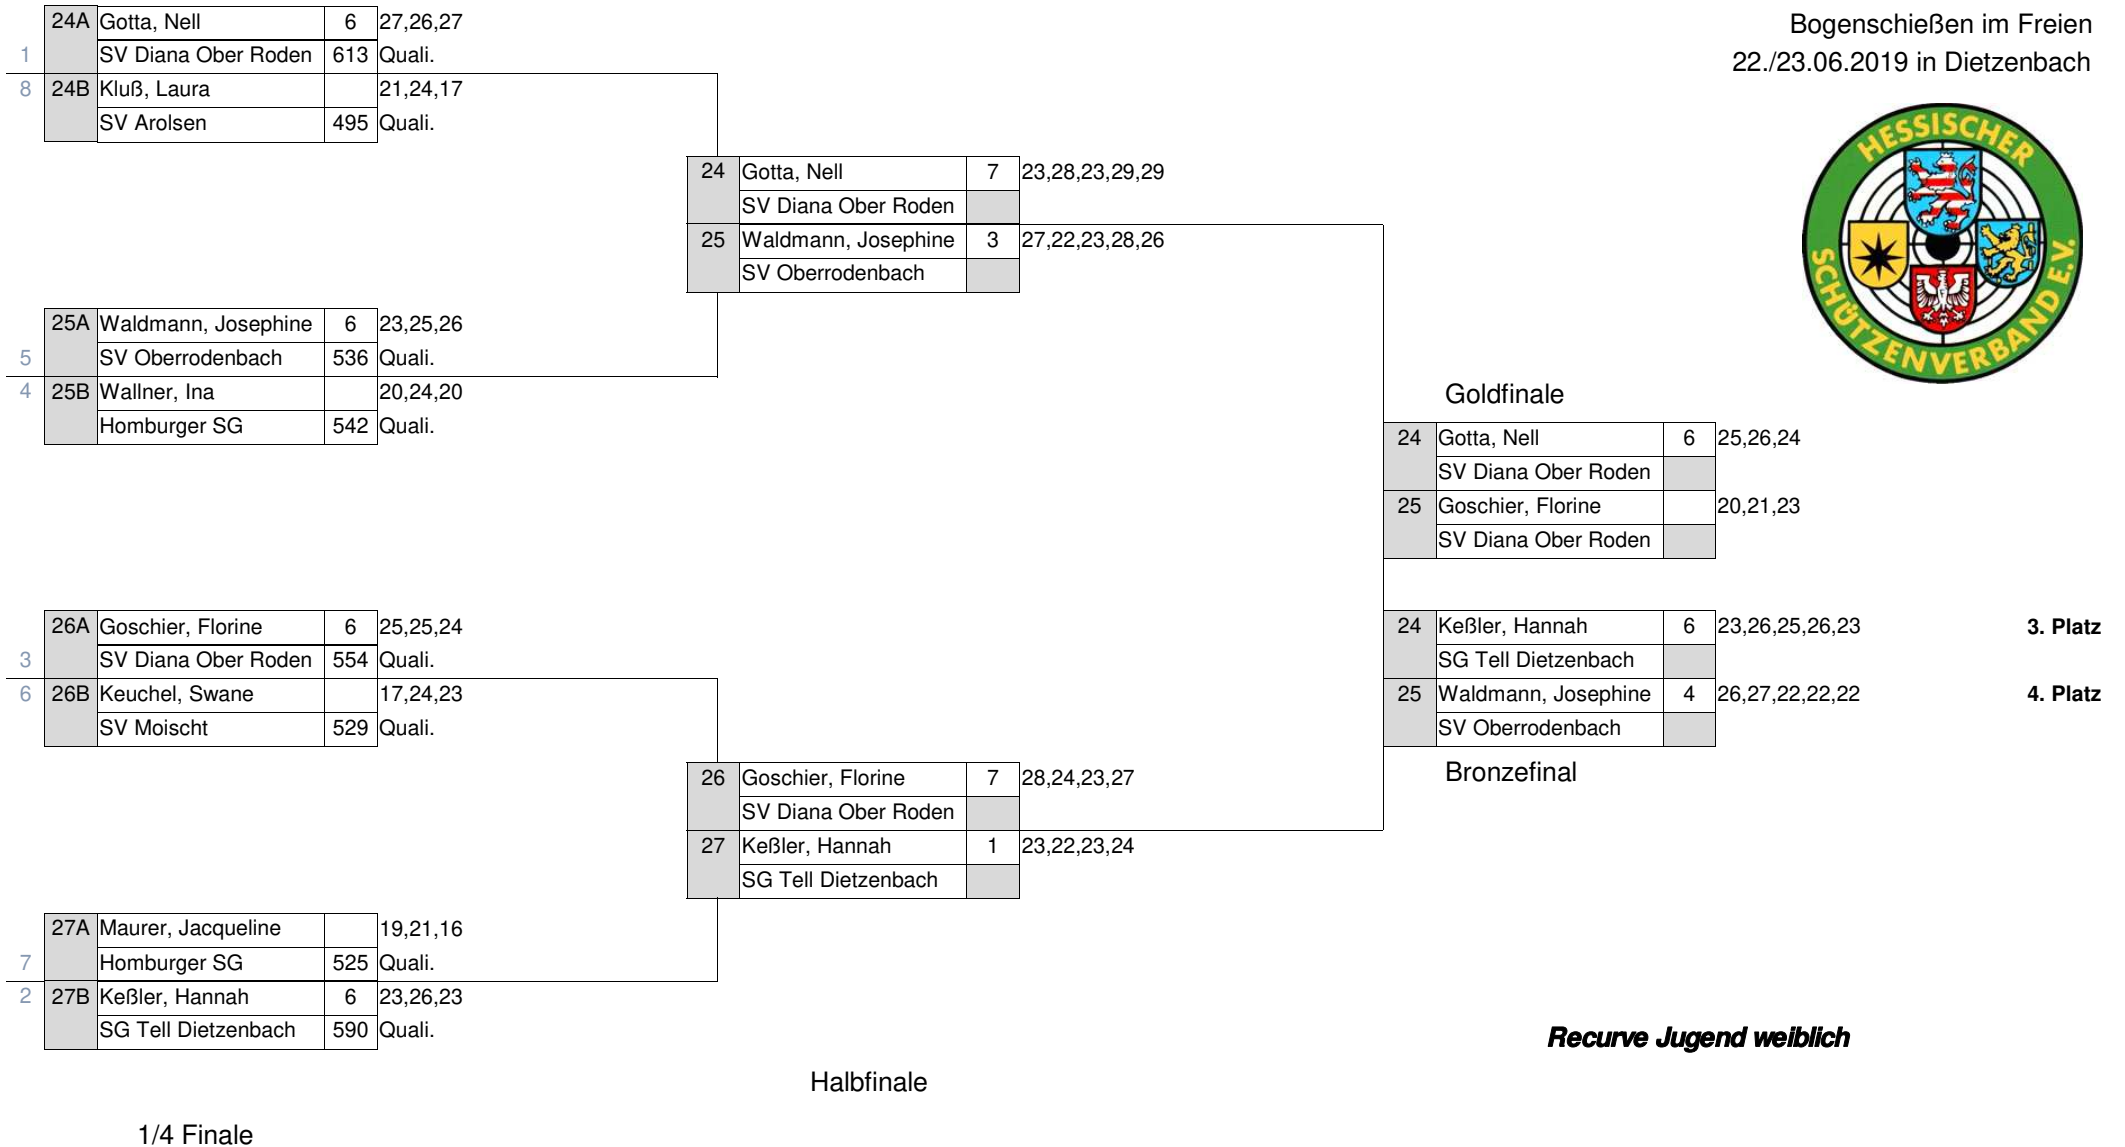 Bogenschießen im Freien
22./23.06.2019 in Dietzenbach
HESSISCHER SCHÜTZENVERBAND E.V.
24A Gotta, Nell 6 27,26,27
1 SV Diana Ober Roden 613 Quali.
8 24B Kluß, Laura 21,24,17
SV Arolsen 495 Quali.
25A Waldmann, Josephine 6 23,25,26
5 SV Oberrodenbach 536 Quali.
4 25B Wallner, Ina 20,24,20
Homburger SG 542 Quali.
26A Goschier, Florine 6 25,25,24
3 SV Diana Ober Roden 554 Quali.
6 26B Keuchel, Swane 17,24,23
SV Moischt 529 Quali.
27A Maurer, Jacqueline 19,21,16
7 Homburger SG 525 Quali.
2 27B Keßler, Hannah 6 23,26,23
SG Tell Dietzenbach 590 Quali.
1/4 Finale
24 Gotta, Nell 7 23,28,23,29,29
SV Diana Ober Roden
25 Waldmann, Josephine 3 27,22,23,28,26
SV Oberrodenbach
26 Goschier, Florine 7 28,24,23,27
SV Diana Ober Roden
27 Keßler, Hannah 1 23,22,23,24
SG Tell Dietzenbach
Halbfinale
Goldfinale
24 Gotta, Nell 6 25,26,24
SV Diana Ober Roden
25 Goschier, Florine 20,21,23
SV Diana Ober Roden
24 Keßler, Hannah 6 23,26,25,26,23 3. Platz
SG Tell Dietzenbach
25 Waldmann, Josephine 4 26,27,22,22,22 4. Platz
SV Oberrodenbach
Bronzefinal
Recurve Jugend weiblich